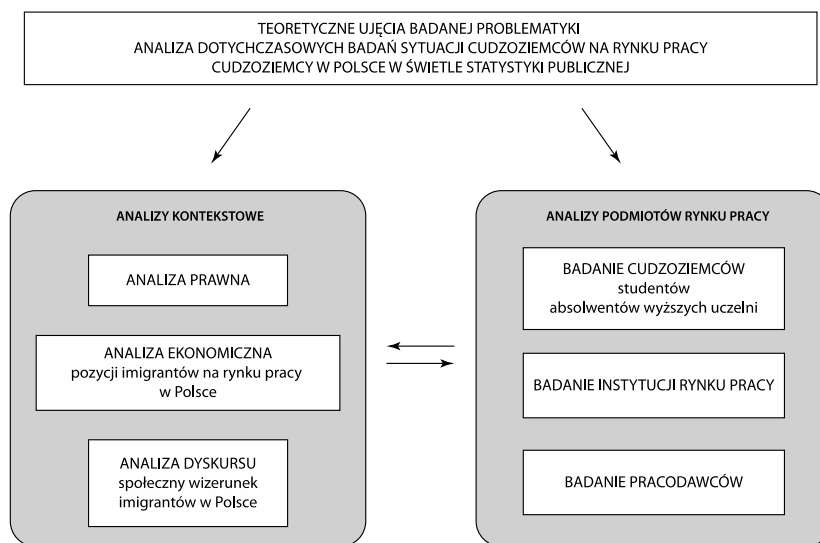 TEORETYCZNE UJĘCIA BADANEJ PROBLEMATYKI
ANALIZA DOTYCHCZASOWYCH BADAŃ SYTUACJI CUDZOZIEMCÓW NA RYNKU PRACY
CUDZOZIEMCY W POLSCE W ŚWIETLE STATYSTYKI PUBLICZNEJ
ANALIZY KONTEKSTOWE
ANALIZA PRAWNA
ANALIZA EKONOMICZNA
pozycji imigrantów na rynku pracy
w Polsce
ANALIZA DYSKURSU
społeczny wizerunek
imigrantów w Polsce
ANALIZY PODMIOTÓW RYNKU PRACY
BADANIE CUDZOZIEMCÓW
studentów
absolwentów wyższych uczelni
BADANIE INSTYTUCJI RYNKU PRACY
BADANIE PRACODAWCÓW